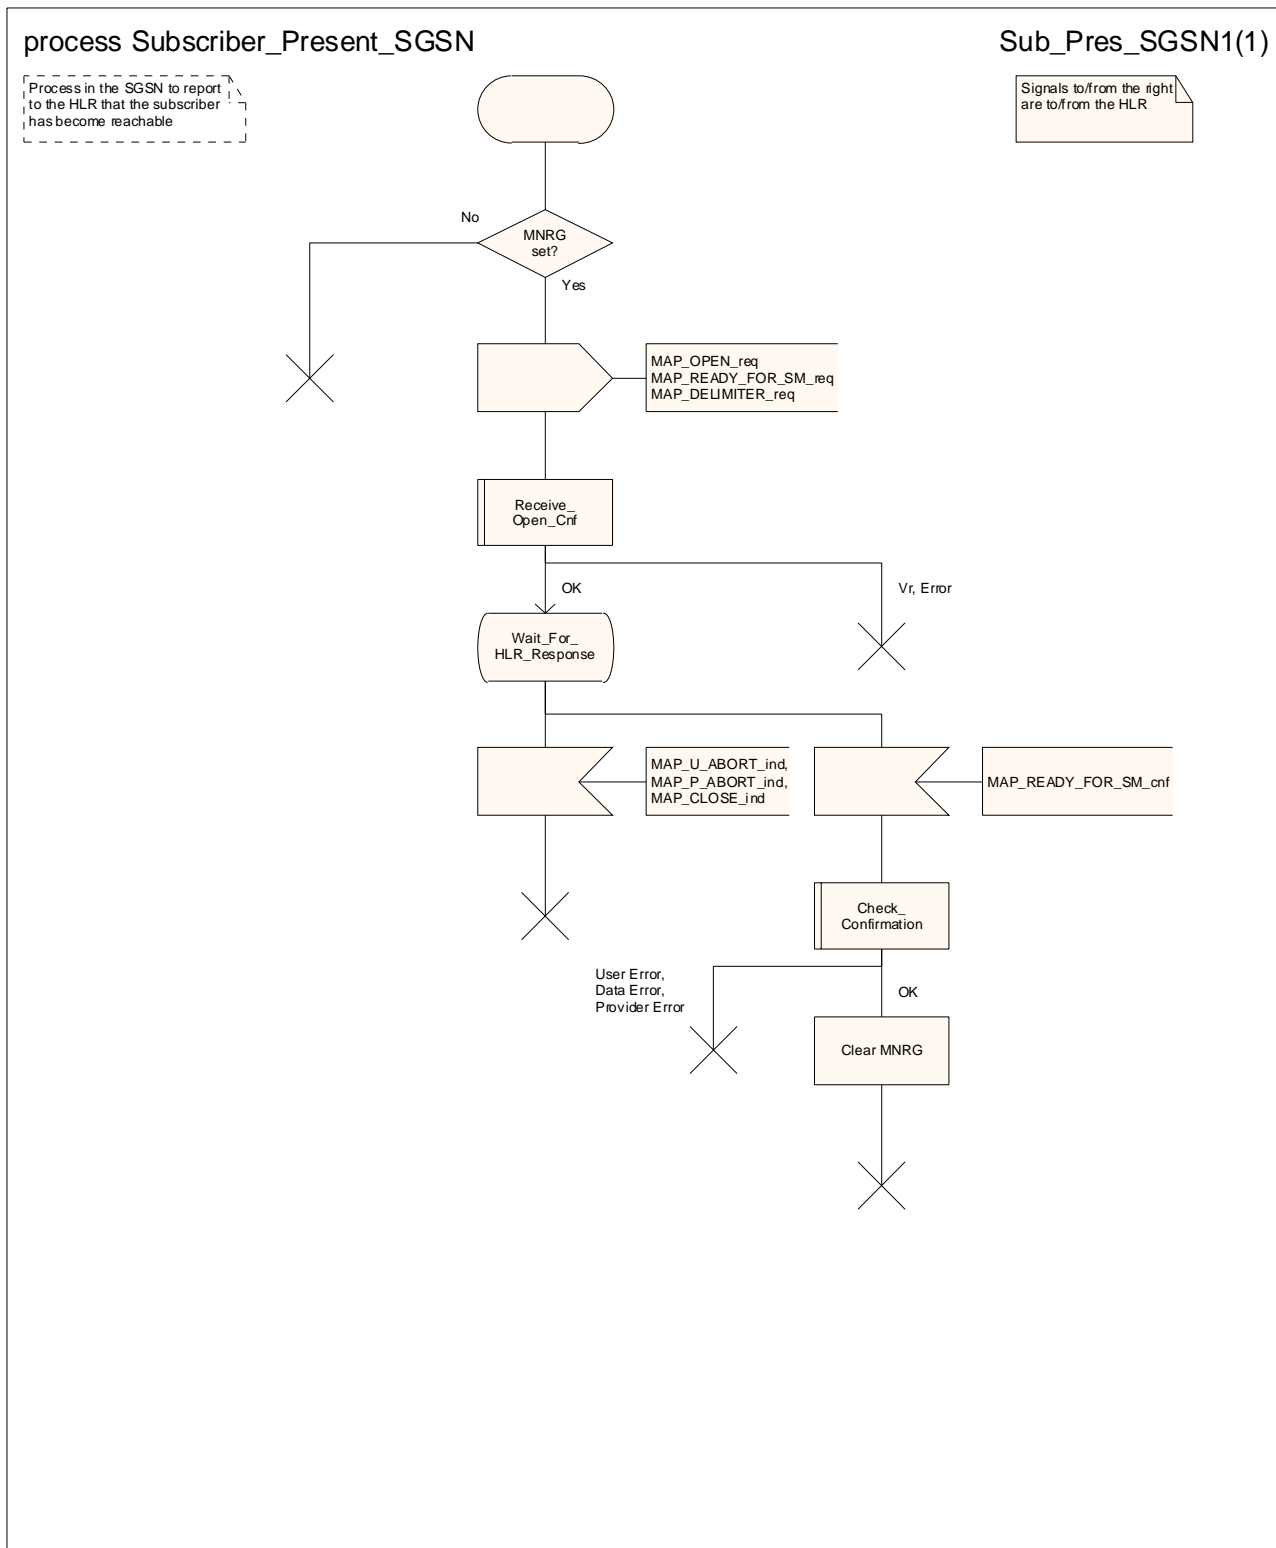 process Subscriber_Present_SGSN
Sub_Pres_SGSN1(1)
Process in the SGSN to report
to the HLR that the subscriber
has become reachable
Signals to/from the right
are to/from the HLR
No
MNRG
set?
Yes
MAP_OPEN_req
MAP_READY_FOR_SM_req
MAP_DELIMITER_req
Receive_
Open_Cnf
OK
Vr, Error
Wait_For_
HLR_Response
MAP_U_ABORT_ind,
MAP_P_ABORT_ind,
MAP_CLOSE_ind
MAP_READY_FOR_SM_cnf
Check_
Confirmation
User Error,
Data Error,
Provider Error
OK
Clear MNRG